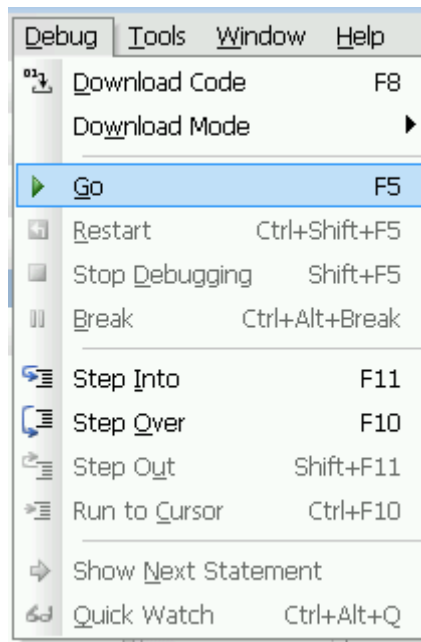 Debug Tools Window Help
Download Code F8
Download Mode
Go F5
Restart Ctrl+Shift+F5
Stop Debugging Shift+F5
Break Ctrl+Alt+Break
Step Into F11
Step Over F10
Step Out Shift+F11
Run to Cursor Ctrl+F10
Show Next Statement
Quick Watch Ctrl+Alt+Q